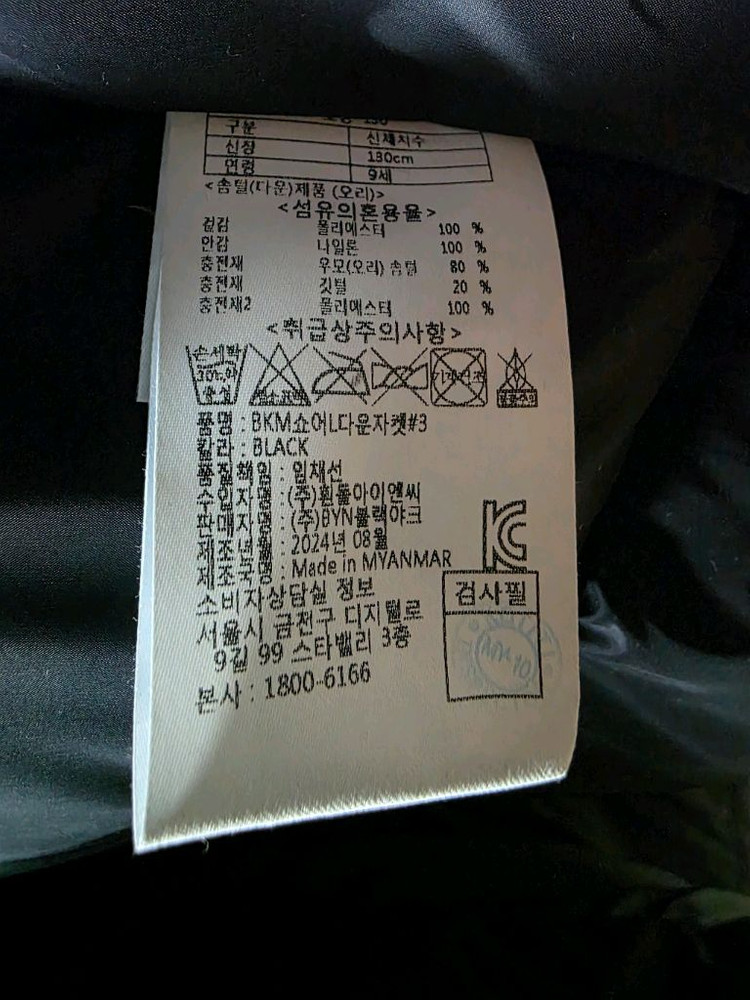 구분 신체치수
신장 130cm
연령 9세
<솜털(다운)제품 (오리)>
<섬유의혼용율>
겉감 폴리에스터 100 %
안감 나일론 100 %
충전재 우모(오리) 솜털 80 %
충전재 깃털 20 %
충전재2 폴리에스터 100 %
<취급상주의사항>
손세탁
30℃
중성
품명 : BKM쇼어L다운자켓#3
칼라 : BLACK
품질책임 : 임채선
수입자명 : (주)흰돌아이엔씨
판매자명 : (주)BYN블랙야크
제조년월 : 2024년 08월
제조국명 : Made in MYANMAR
소비자상담실 정보
서울시 금천구 디지털로
9길 99 스타밸리 3층
본사 : 1800-6166
검사필